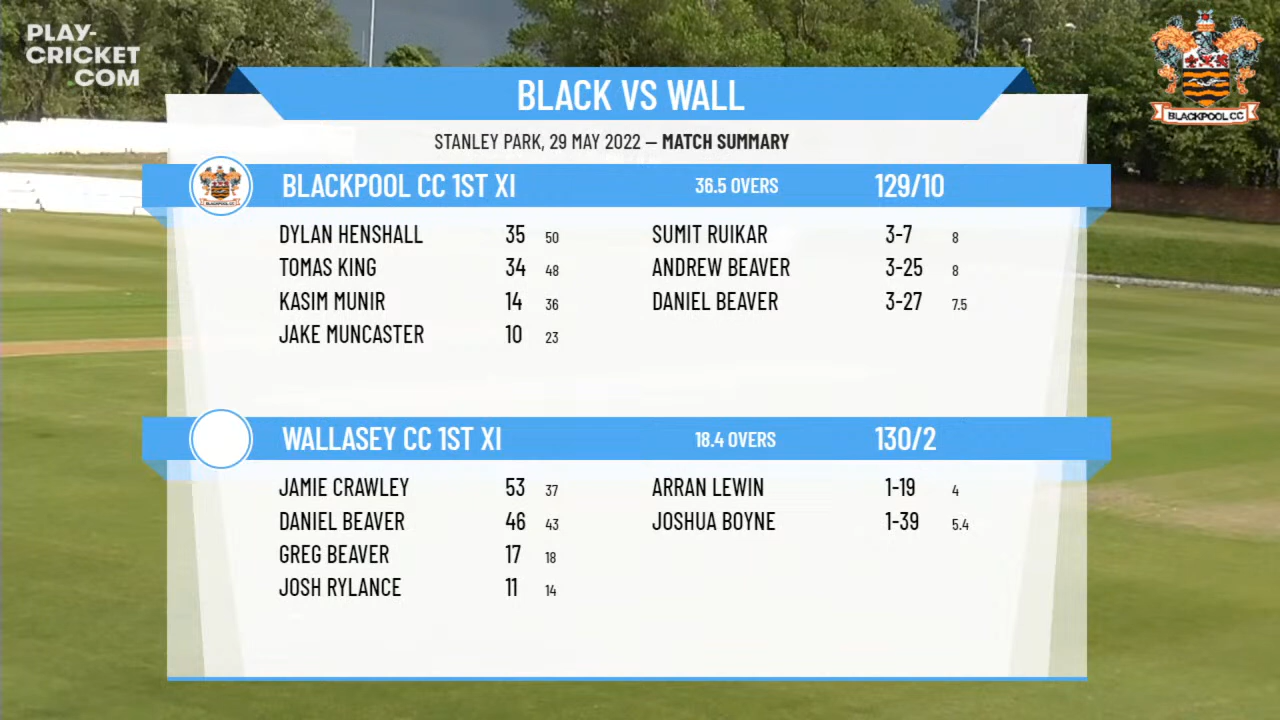 PLAY-
CRICKET
COM
BLACKPOOL CC
BLACK VS WALL
STANLEY PARK, 29 MAY 2022 – MATCH SUMMARY
BLACKPOOL CC 1ST XI 36.5 OVERS 129/10
DYLAN HENSHALL 35 50 SUMIT RUIKAR 3-7 8
TOMAS KING 34 48 ANDREW BEAVER 3-25 8
KASIM MUNIR 14 36 DANIEL BEAVER 3-27 7.5
JAKE MUNCASTER 10 23
WALLASEY CC 1ST XI 18.4 OVERS 130/2
JAMIE CRAWLEY 53 37 ARRAN LEWIN 1-19 4
DANIEL BEAVER 46 43 JOSHUA BOYNE 1-39 5.4
GREG BEAVER 17 18
JOSH RYLANCE 11 14